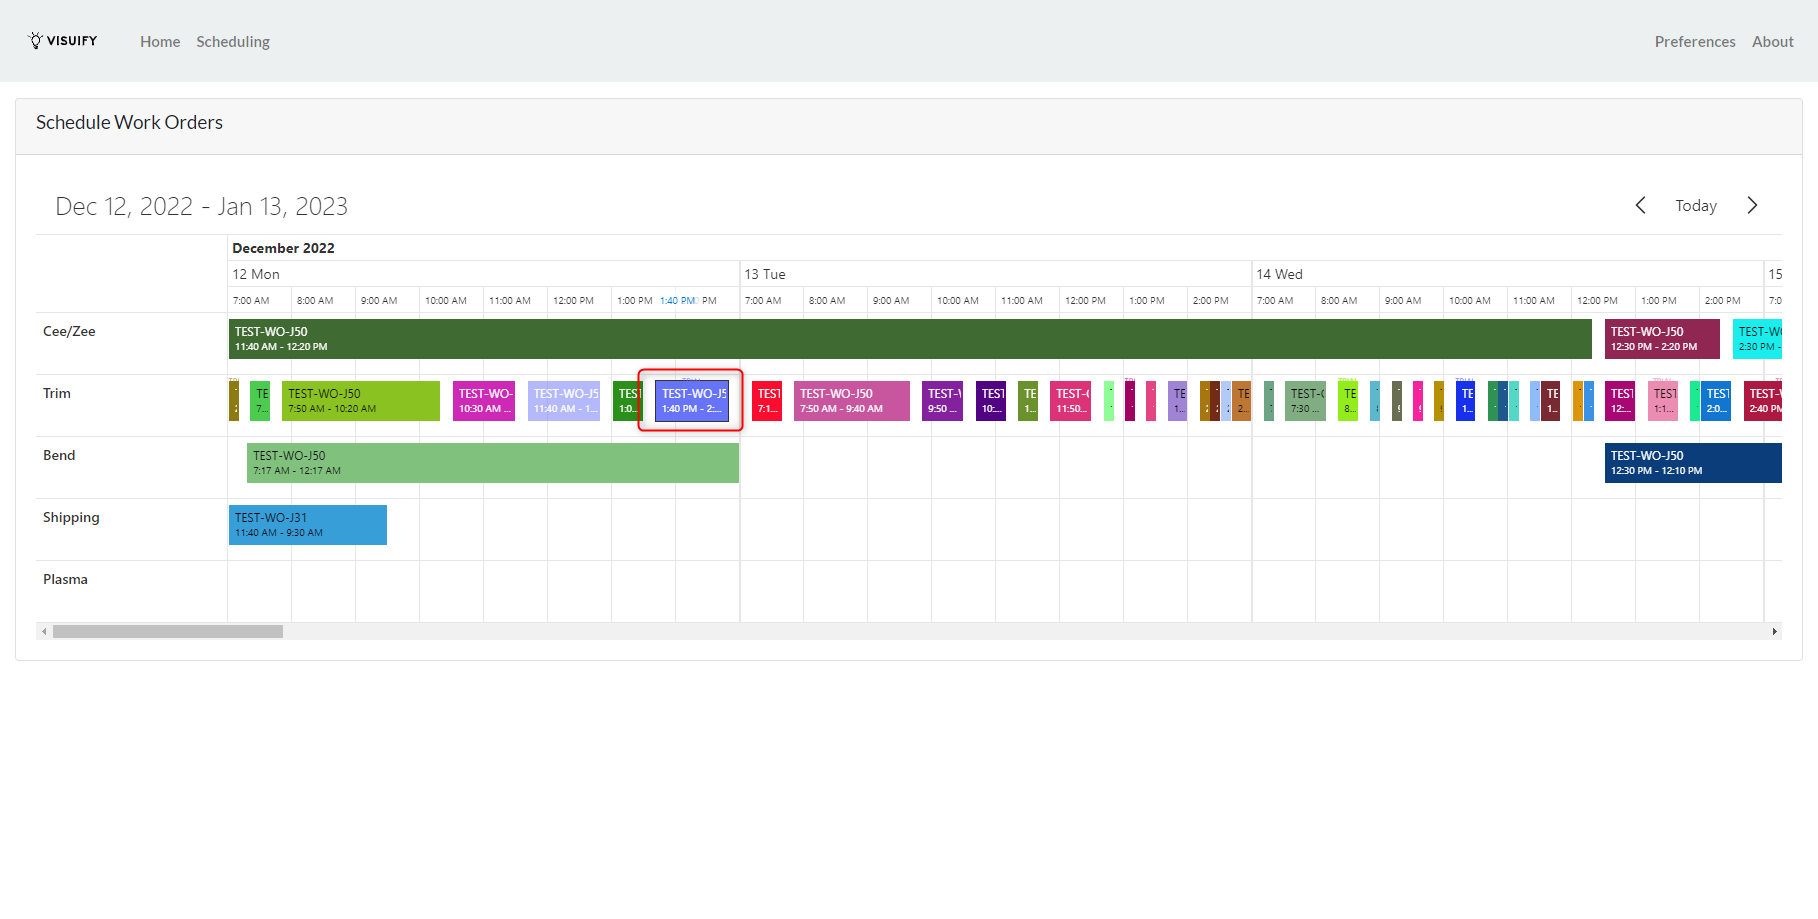 VISUIFY
Home Scheduling
Preferences About
Schedule Work Orders
Dec 12, 2022 - Jan 13, 2023
Today
December 2022
12 Mon 13 Tue 14 Wed 15
7:00 AM 8:00 AM 9:00 AM 10:00 AM 11:00 AM 12:00 PM 1:00 PM 1:40 PM PM 7:00 AM 8:00 AM 9:00 AM 10:00 AM 11:00 AM 12:00 PM 1:00 PM 2:00 PM 7:00 AM 8:00 AM 9:00 AM 10:00 AM 11:00 AM 12:00 PM 1:00 PM 2:00 PM 7:0
Cee/Zee
TEST-WO-J50 TEST-WO-J50 TEST-W
11:40 AM - 12:20 PM 12:30 PM - 2:20 PM 2:30 PM -
Trim
TE TEST-WO-J50 TEST-WO- TEST-WO-J5 TEST TEST-WO-J5 TEST TEST-WO-J50 TEST- TEST TE TEST-( TE TE TEST-( TE TE TE TEST TEST TEST TEST-
7... 7:50 AM - 10:20 AM 10:30 AM ... 11:40 AM - 1... 1:0... 1:40 PM - 2:... 7:1... 7:50 AM - 9:40 AM 9:50 ... 10:... 1... 11:50... 1... 2... 7:30 ... 8... 1... 1... 12:... 1:1... 2:0... 2:40 PM
Bend
TEST-WO-J50 TEST-WO-J50
7:17 AM - 12:17 AM 12:30 PM - 12:10 PM
Shipping
TEST-WO-J31
11:40 AM - 9:30 AM
Plasma